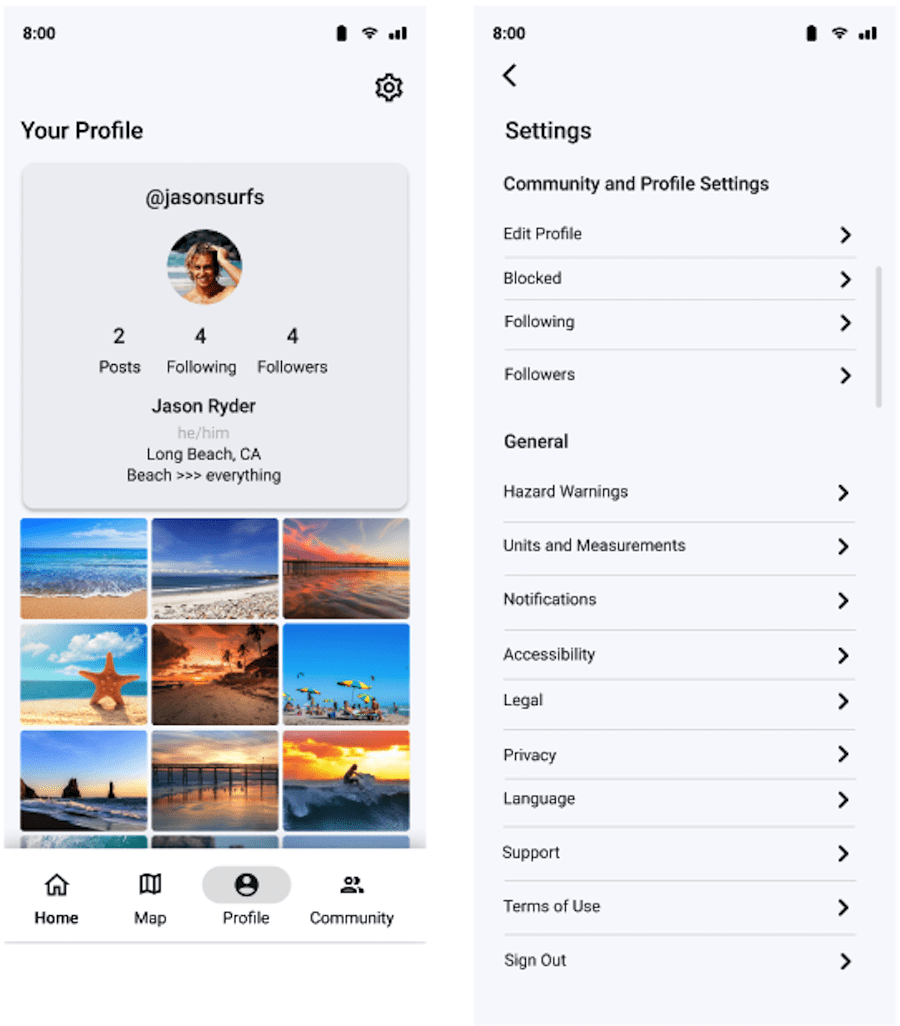 8:00
Your Profile
@jasonsurfs
2 4 4
Posts Following Followers
Jason Ryder
he/him
Long Beach, CA
Beach >>> everything
Home Map Profile Community
8:00
Settings
Community and Profile Settings
Edit Profile
Blocked
Following
Followers
General
Hazard Warnings
Units and Measurements
Notifications
Accessibility
Legal
Privacy
Language
Support
Terms of Use
Sign Out